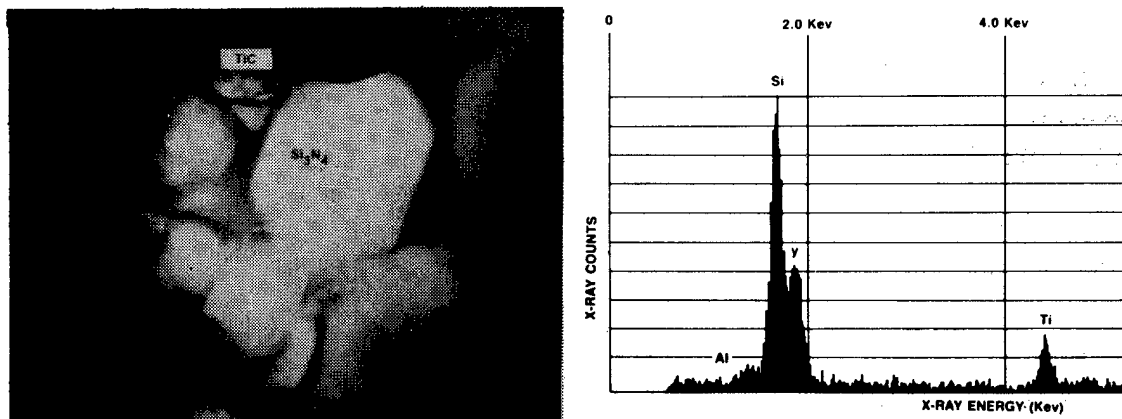 TiC
Si3N4
0
2.0 Kev
4.0 Kev
Si
y
Al
Ti
X-RAY COUNTS
X-RAY ENERGY (Kev)